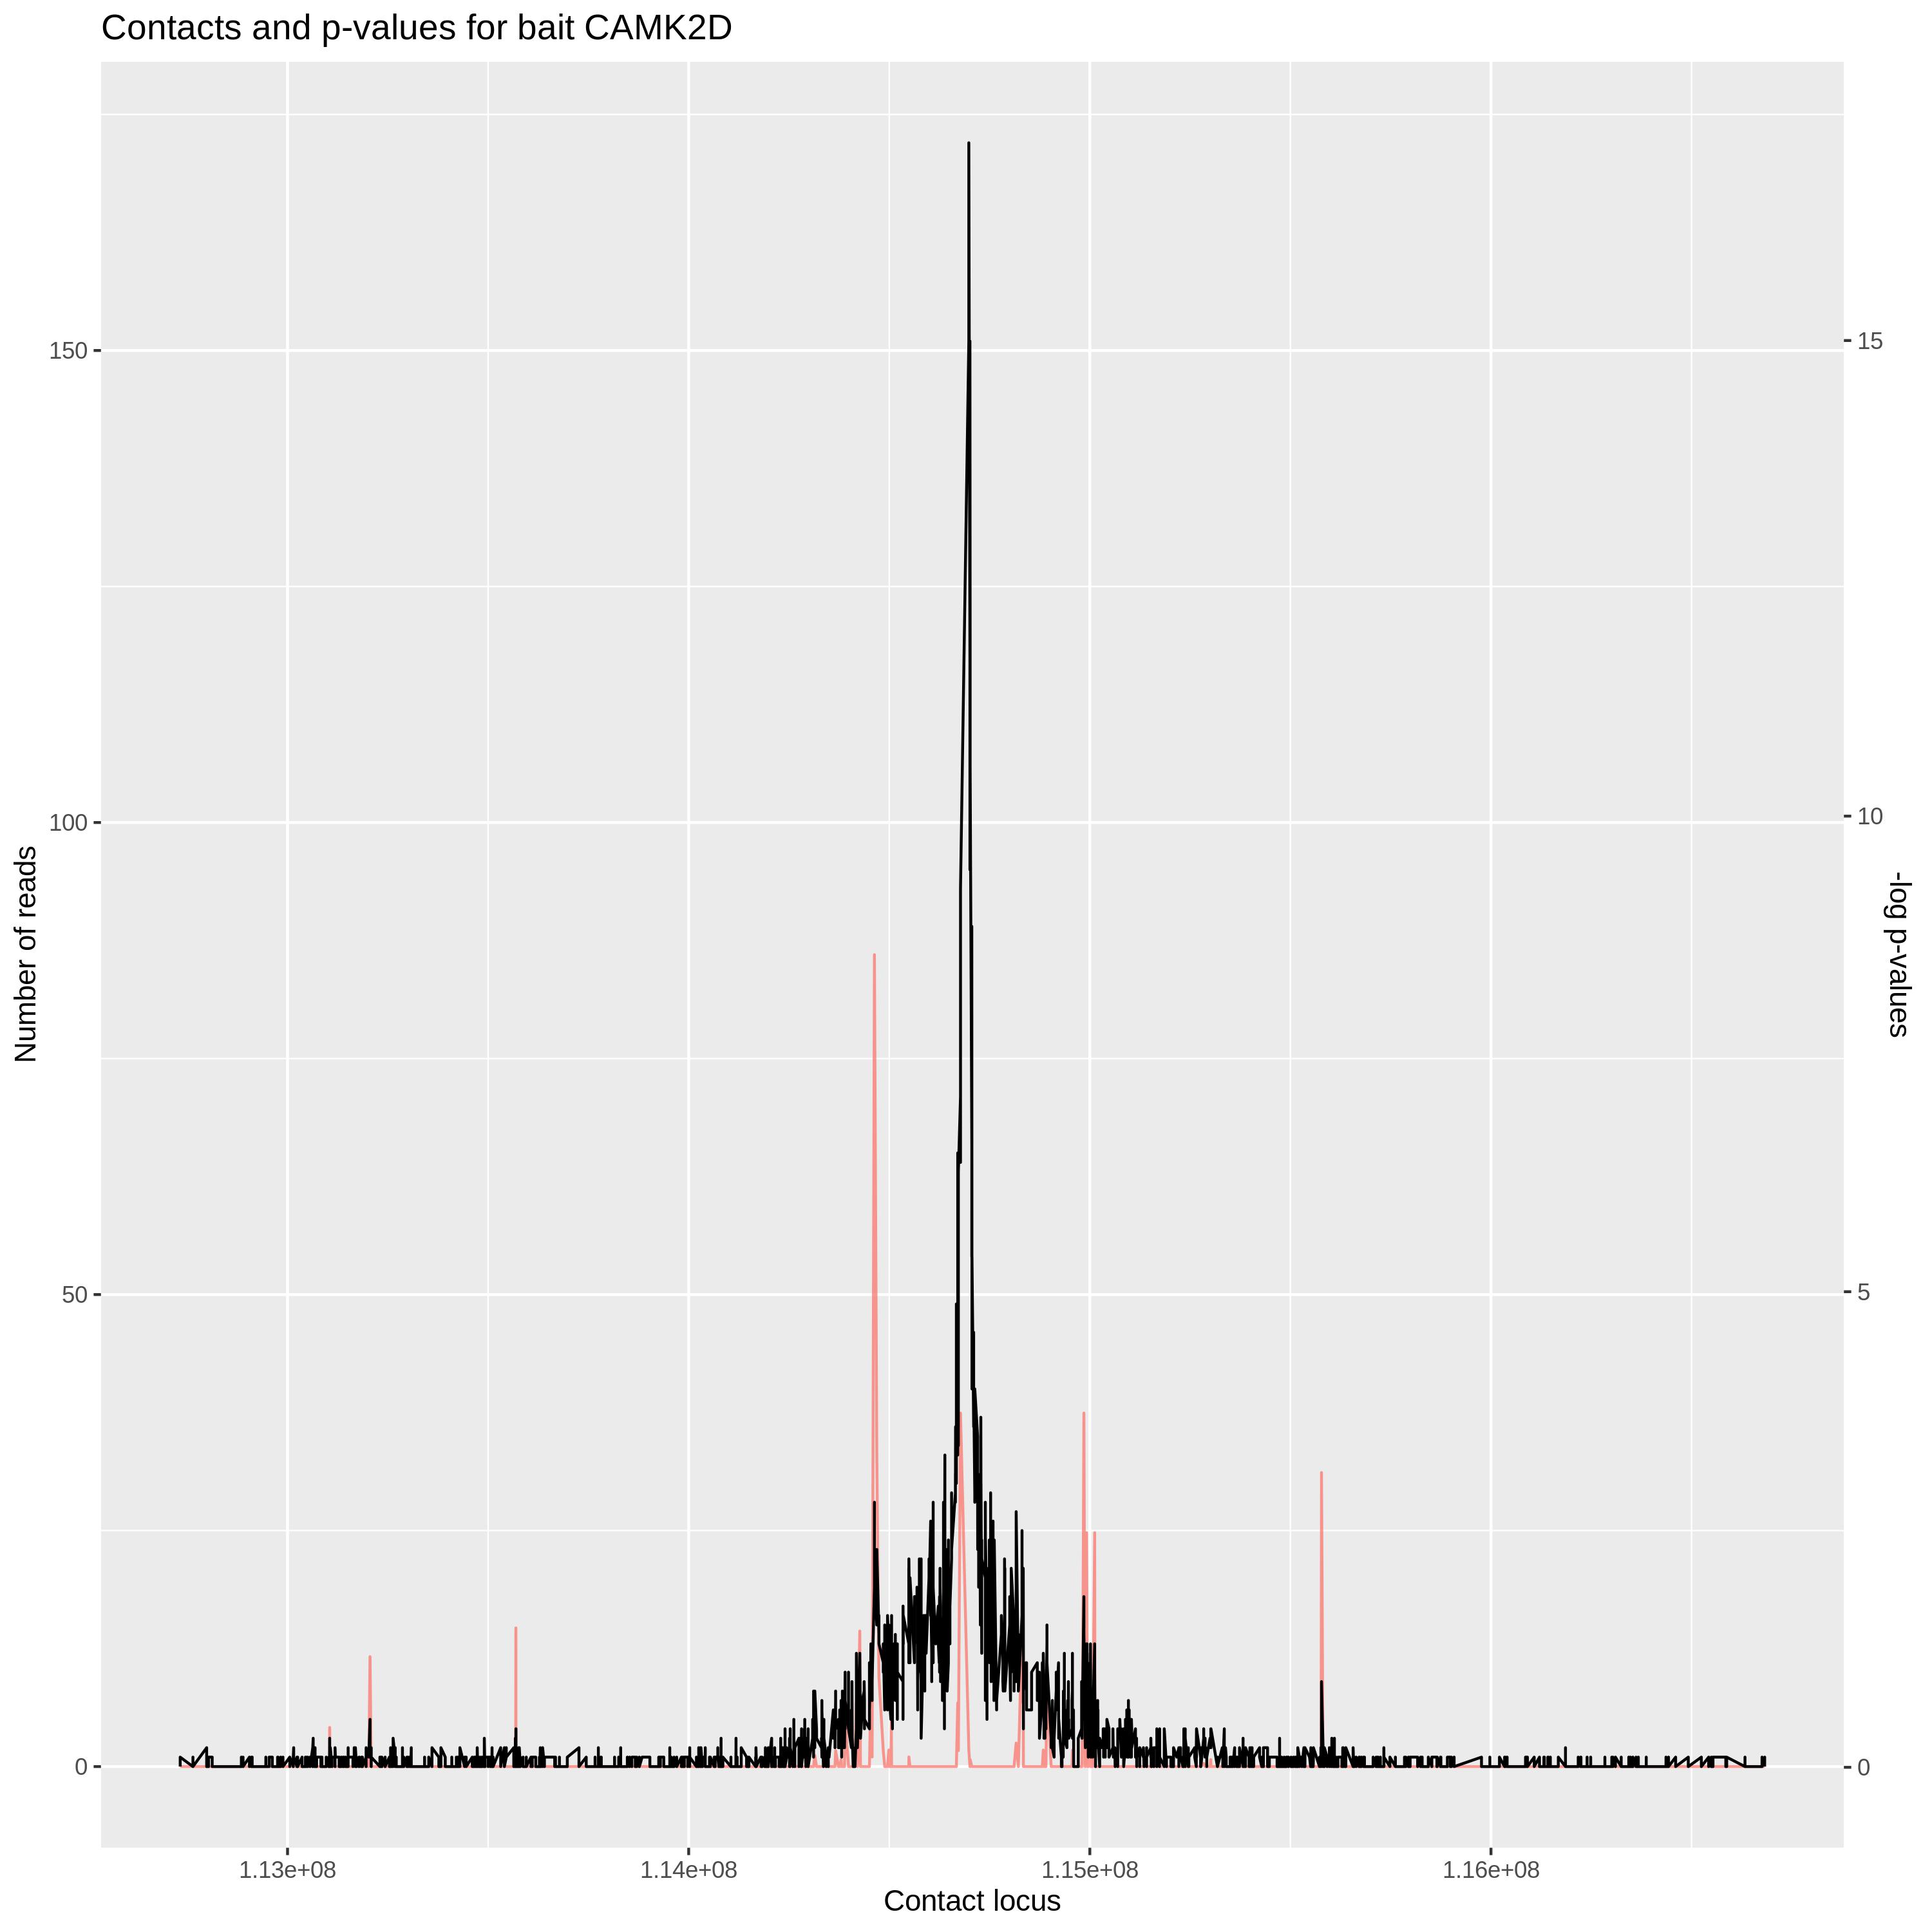 Contacts and p-values for bait CAMK2D
150
100
50
0
Number of reads
15
10
5
0
-log p-values
1.13e+08
1.14e+08
1.15e+08
1.16e+08
Contact locus